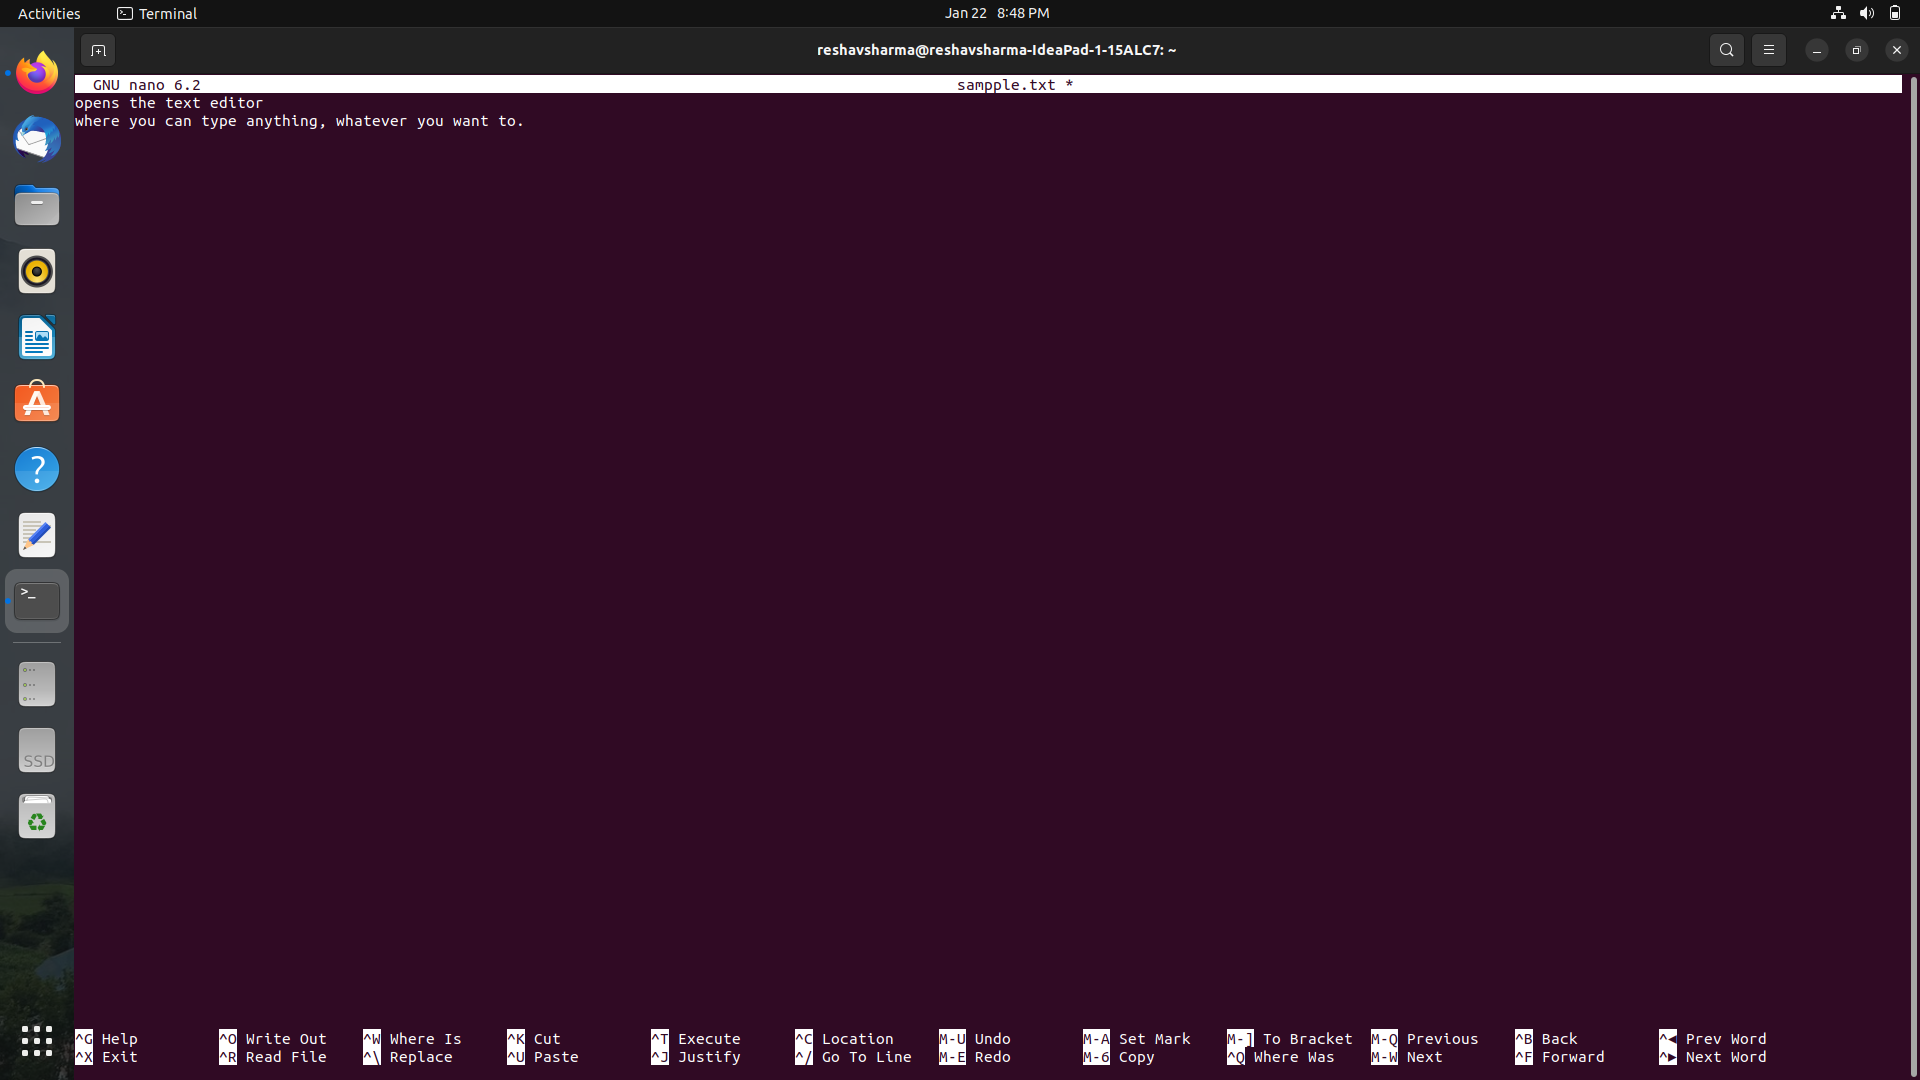 Activities Terminal Jan 22 8:48 PM
reshavsharma@reshavsharma-IdeaPad-1-15ALC7: ~
GNU nano 6.2 sampple.txt *
opens the text editor
where you can type anything, whatever you want to.
>_
SSD
^G Help ^O Write Out ^W Where Is ^K Cut ^T Execute ^C Location M-U Undo M-A Set Mark M-] To Bracket M-Q Previous ^B Back ^◀ Prev Word
^X Exit ^R Read File ^\ Replace ^U Paste ^J Justify ^/ Go To Line M-E Redo M-6 Copy ^Q Where Was M-W Next ^F Forward ^▶ Next Word